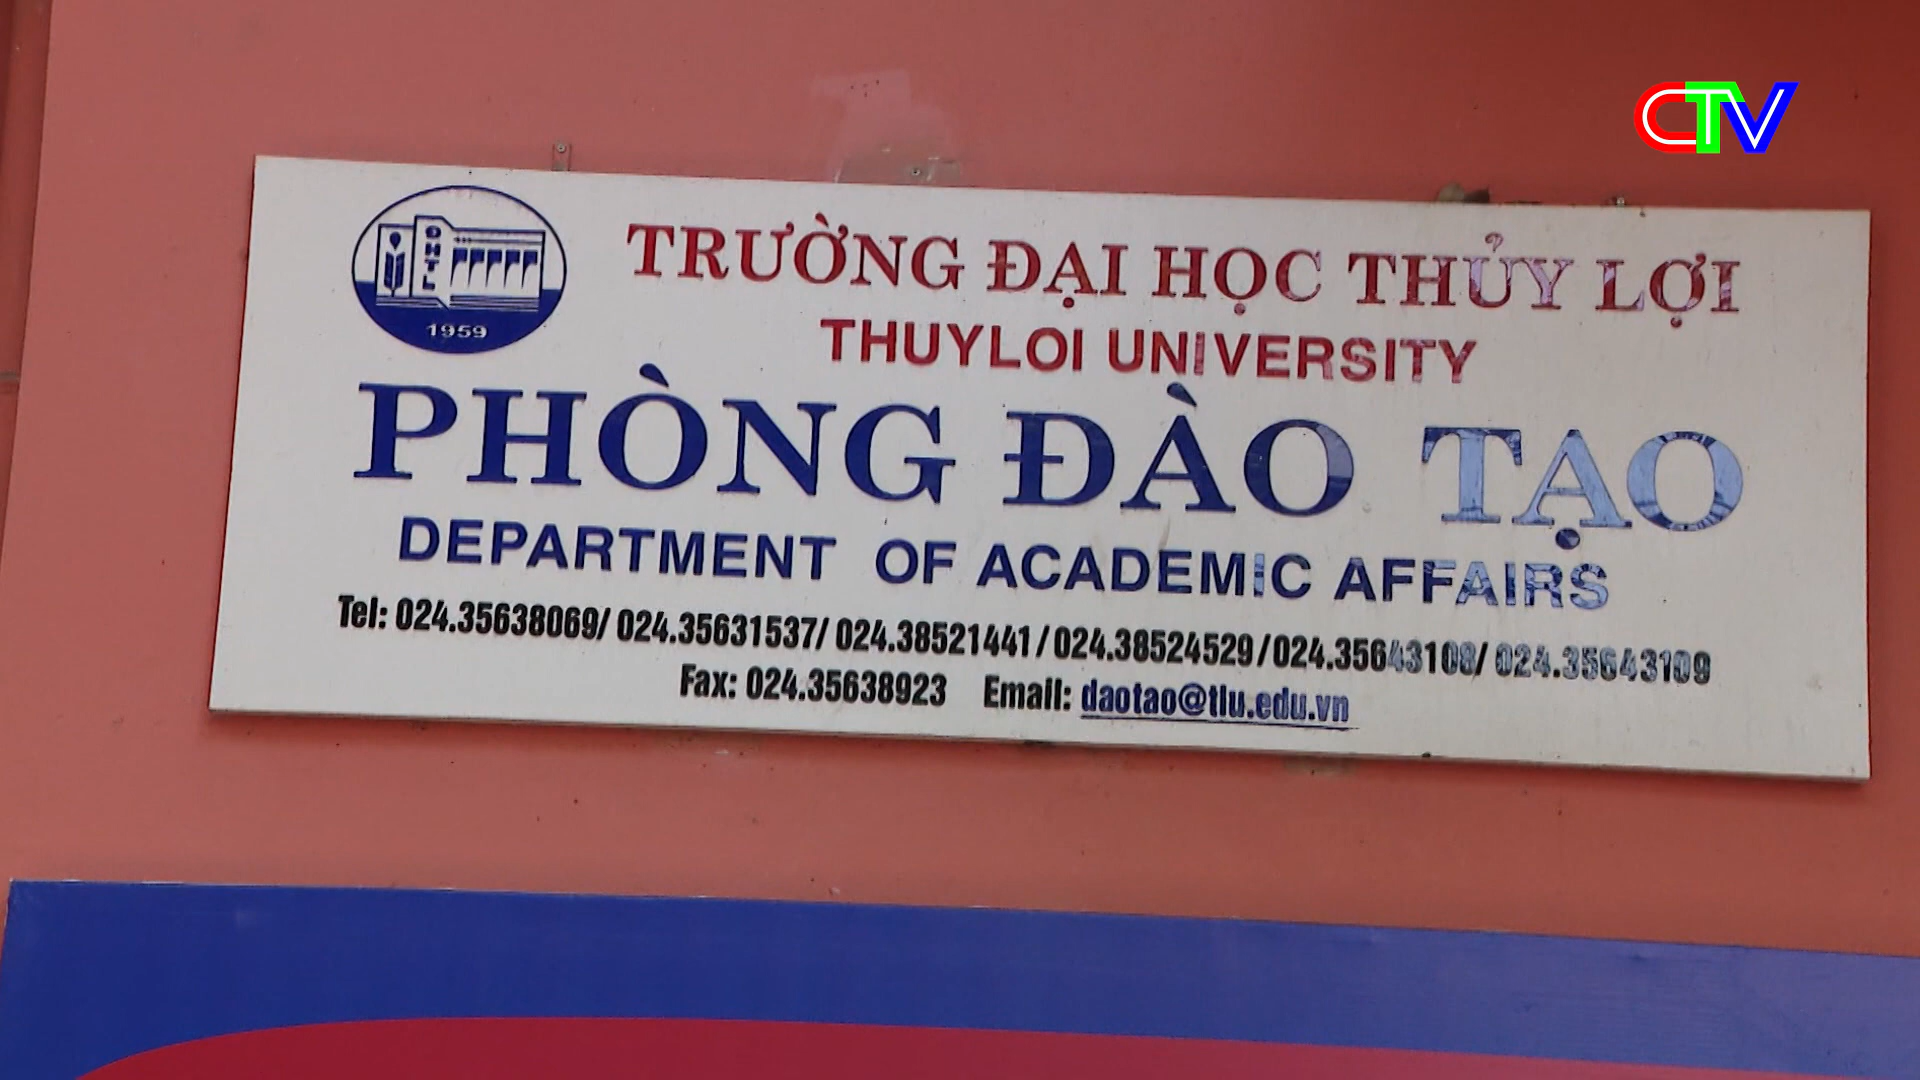 CTV
ĐHTL
1959
TRƯỜNG ĐẠI HỌC THỦY LỢI
THUYLOI UNIVERSITY
PHÒNG ĐÀO TẠO
DEPARTMENT OF ACADEMIC AFFAIRS
Tel: 024.35638069/ 024.35631537/ 024.38521441/024.38524529/024.35643108/ 024.35643109
Fax: 024.35638923 Email: daotao@tlu.edu.vn